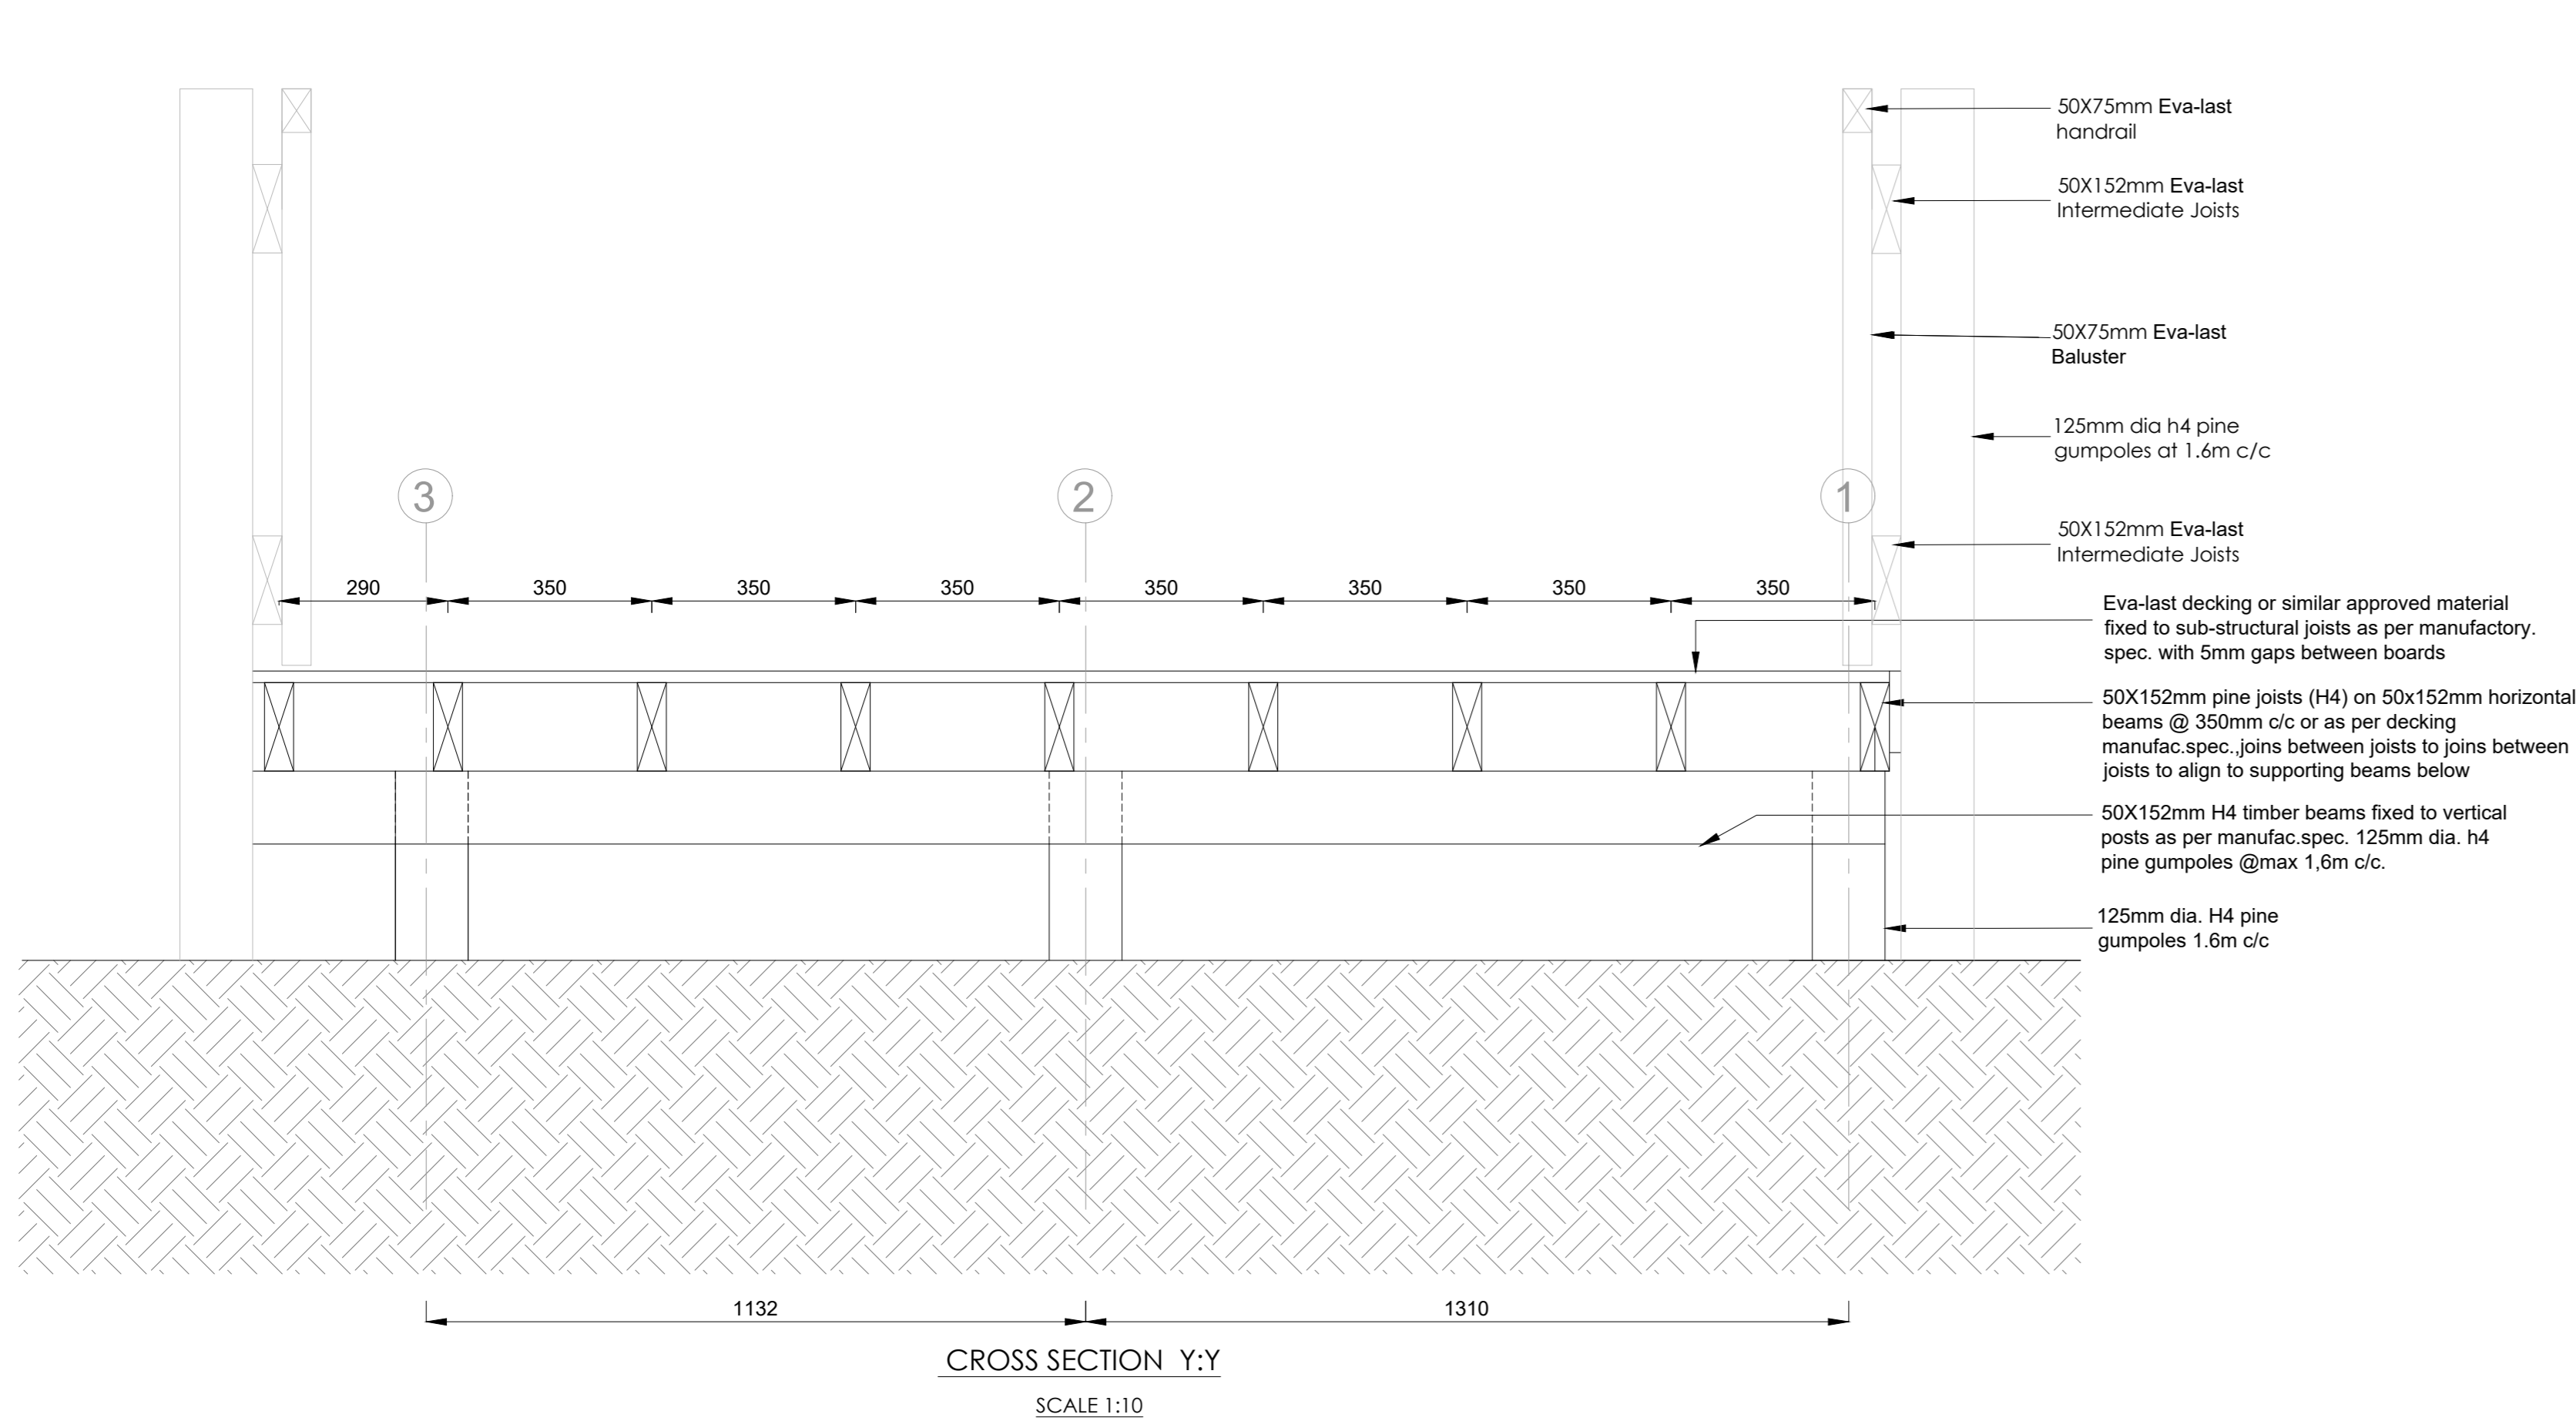 50X75mm Eva-last
handrail
50X152mm Eva-last
Intermediate Joists
50X75mm Eva-last
Baluster
125mm dia h4 pine
gumpoles at 1.6m c/c
3
2
1
50X152mm Eva-last
Intermediate Joists
290
350
350
350
350
350
350
350
Eva-last decking or similar approved material
fixed to sub-structural joists as per manufactory.
spec. with 5mm gaps between boards
50X152mm pine joists (H4) on 50x152mm horizontal
beams @ 350mm c/c or as per decking
manufac.spec.,joins between joists to joins between
joists to align to supporting beams below
50X152mm H4 timber beams fixed to vertical
posts as per manufac.spec. 125mm dia. h4
pine gumpoles @max 1,6m c/c.
125mm dia. H4 pine
gumpoles 1.6m c/c
1132
1310
CROSS SECTION Y:Y
SCALE 1:10